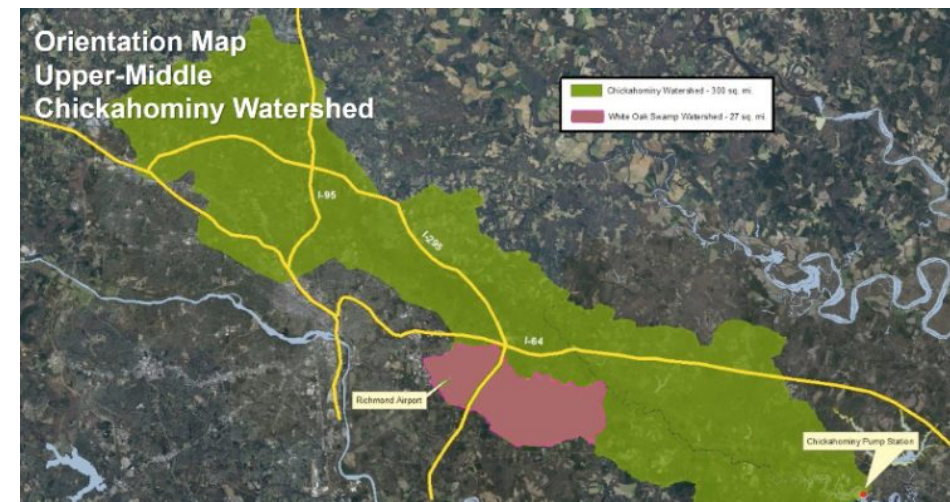 Orientation Map
Upper-Middle
Chickahominy Watershed
Chickahominy Watershed - 300 sq. mi.
White Oak Swamp Watershed - 27 sq. mi.
I-95
I-295
I-64
Richmond Airport
Chickahominy Pump Station